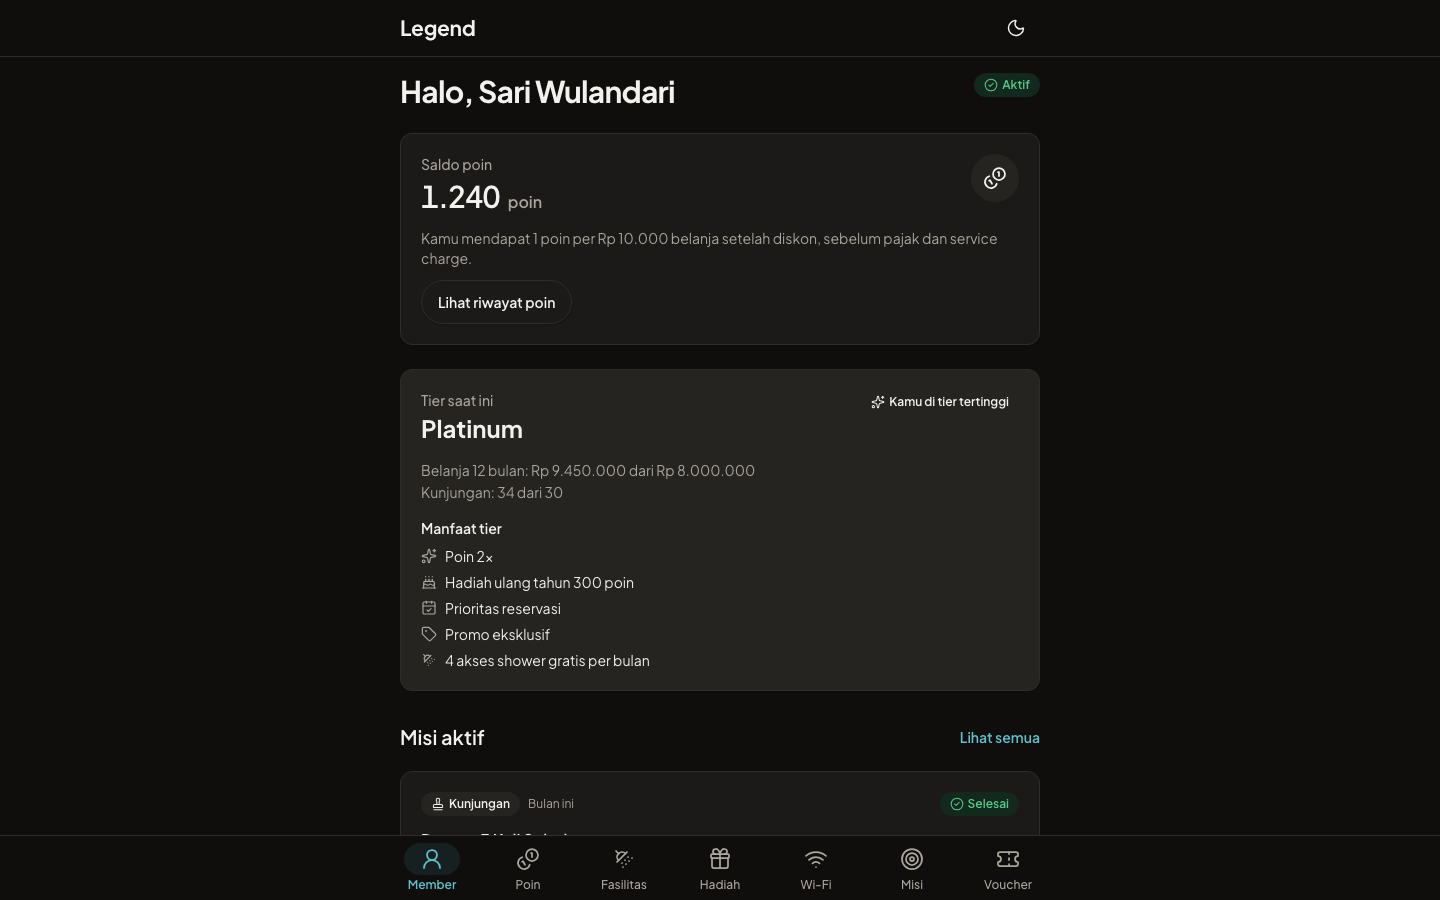 Legend
Halo, Sari Wulandari
Aktif
Saldo poin
1.240 poin
Kamu mendapat 1 poin per Rp 10.000 belanja setelah diskon, sebelum pajak dan service
charge.
Lihat riwayat poin
Tier saat ini
Kamu di tier tertinggi
Platinum
Belanja 12 bulan: Rp 9.450.000 dari Rp 8.000.000
Kunjungan: 34 dari 30
Manfaat tier
Poin 2×
Hadiah ulang tahun 300 poin
Prioritas reservasi
Promo eksklusif
4 akses shower gratis per bulan
Misi aktif
Lihat semua
Kunjungan
Bulan ini
Selesai
Member
Poin
Fasilitas
Hadiah
Wi-Fi
Misi
Voucher